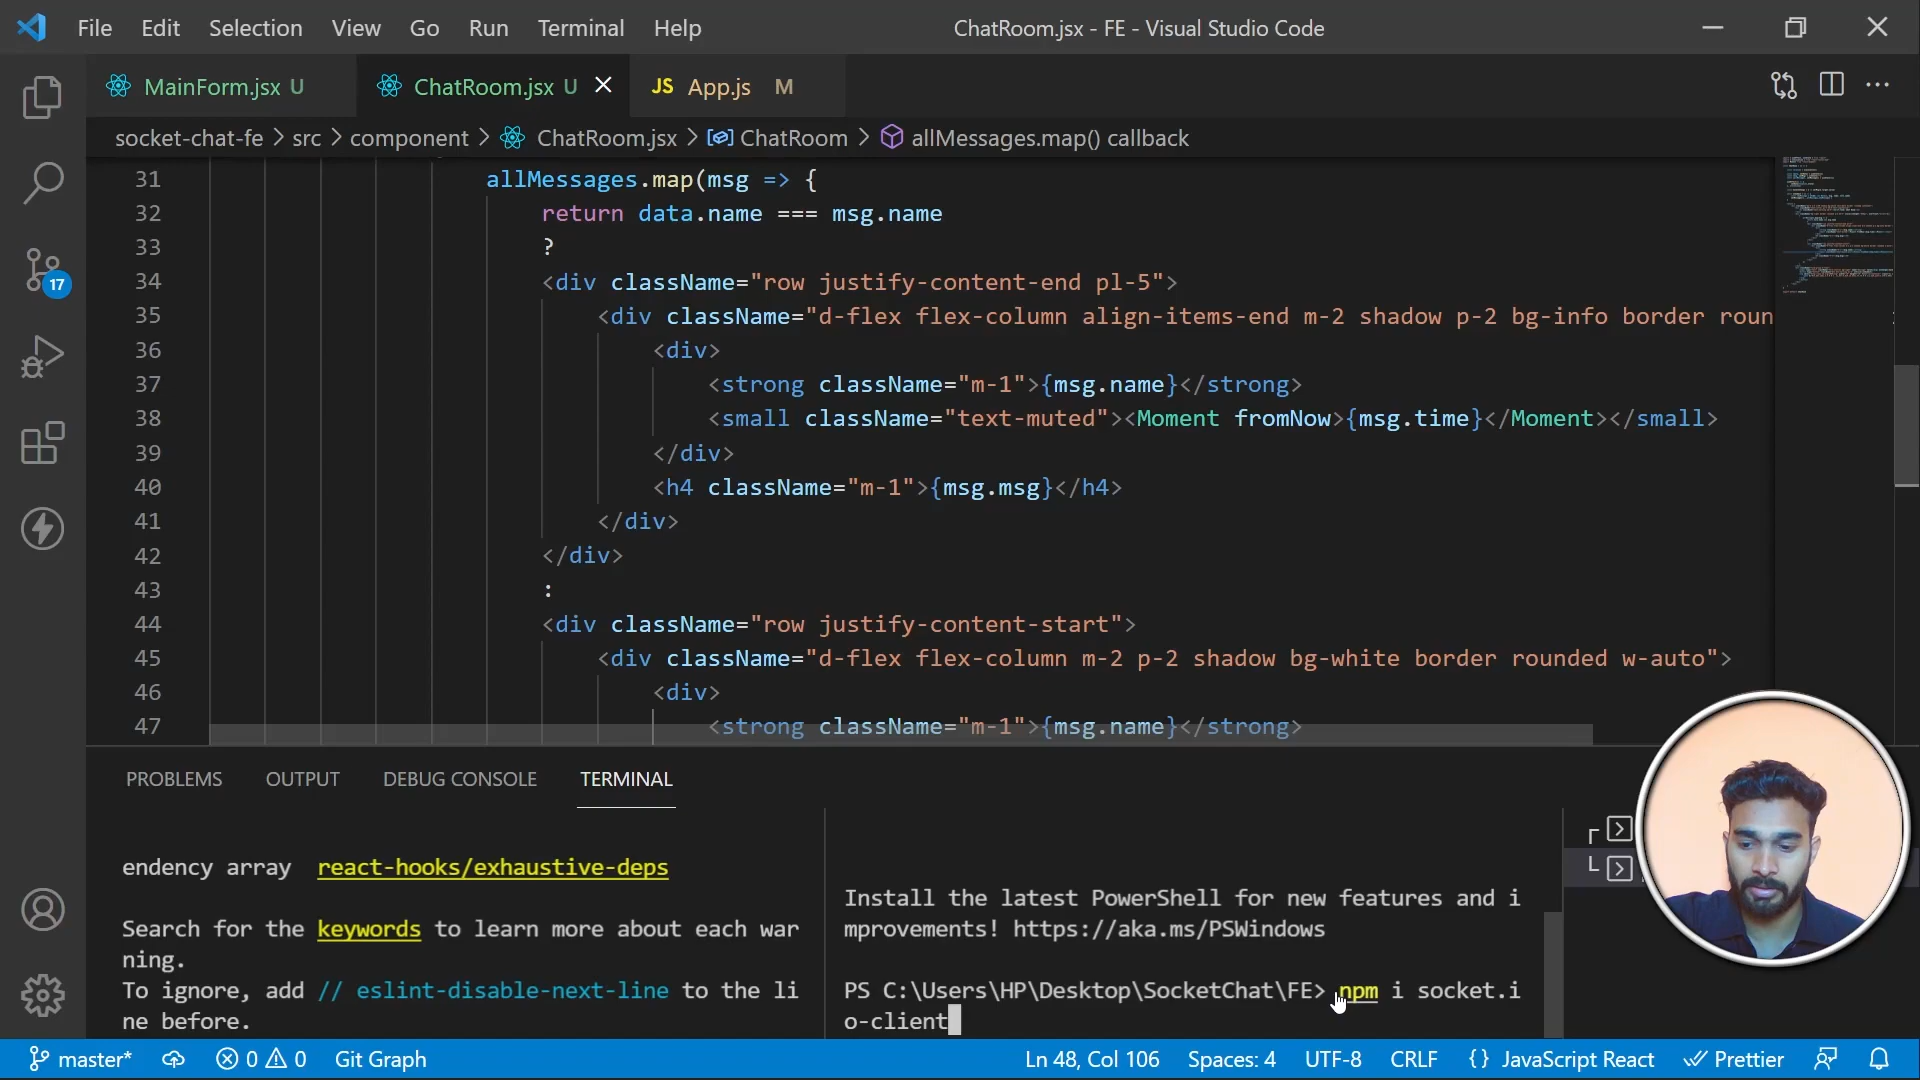 File Edit Selection View Go Run Terminal Help ChatRoom.jsx - FE - Visual Studio Code
MainForm.jsx U ChatRoom.jsx U JS App.js M
socket-chat-fe > src > component > ChatRoom.jsx > ChatRoom > allMessages.map() callback
31 allMessages.map(msg => {
32 return data.name === msg.name
33 ?
34 <div className="row justify-content-end pl-5">
35 <div className="d-flex flex-column align-items-end m-2 shadow p-2 bg-info border roun
36 <div>
37 <strong className="m-1">{msg.name}</strong>
38 <small className="text-muted"><Moment fromNow>{msg.time}</Moment></small>
39 </div>
40 <h4 className="m-1">{msg.msg}</h4>
41 </div>
42 </div>
43 :
44 <div className="row justify-content-start">
45 <div className="d-flex flex-column m-2 p-2 shadow bg-white border rounded w-auto">
46 <div>
47 <strong className="m-1">{msg.name}</strong>
17
PROBLEMS OUTPUT DEBUG CONSOLE TERMINAL
endency array react-hooks/exhaustive-deps
Search for the keywords to learn more about each war
ning.
To ignore, add // eslint-disable-next-line to the li
ne before.
Install the latest PowerShell for new features and i
mprovements! https://aka.ms/PSWindows
PS C:\Users\HP\Desktop\SocketChat\FE> npm i socket.i
o-client
master* 0 0 Git Graph Ln 48, Col 106 Spaces: 4 UTF-8 CRLF {} JavaScript React Prettier